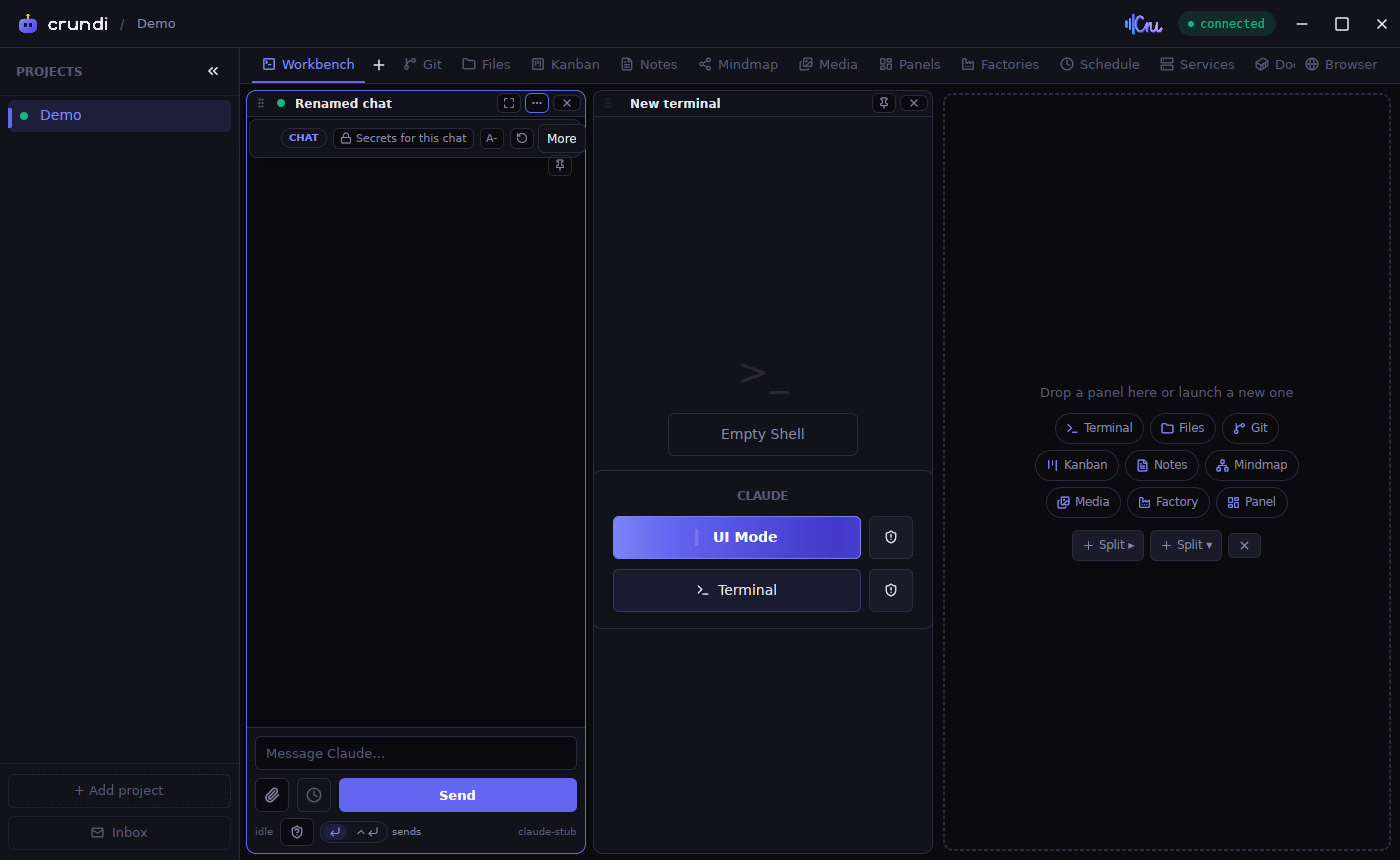 crundi / Demo
Cru
connected
PROJECTS
Workbench Git Files Kanban Notes Mindmap Media Panels Factories Schedule Services Do Browser
Demo
Renamed chat
New terminal
CHAT Secrets for this chat A- More
>_
Empty Shell
CLAUDE
UI Mode
Terminal
Drop a panel here or launch a new one
Terminal Files Git
Kanban Notes Mindmap
Media Factory Panel
+ Split ▸ + Split ▾
Message Claude...
Send
idle sends claude-stub
+ Add project
Inbox